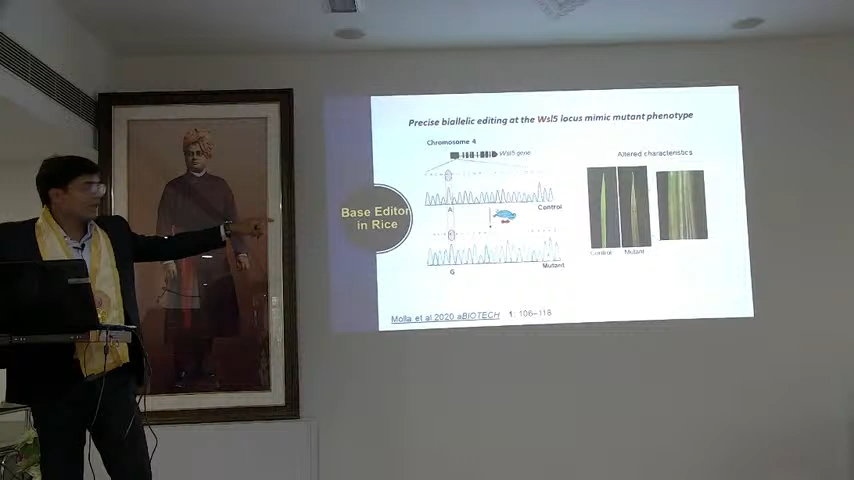 Precise biallelic editing at the Wsl5 locus mimic mutant phenotype
Chromosome 4
Wsl5 gene
Altered characteristics
A
Control
Base Editor
in Rice
G
Mutant
Control
Mutant
Molla et al 2020 aBIOTECH 1: 106–118